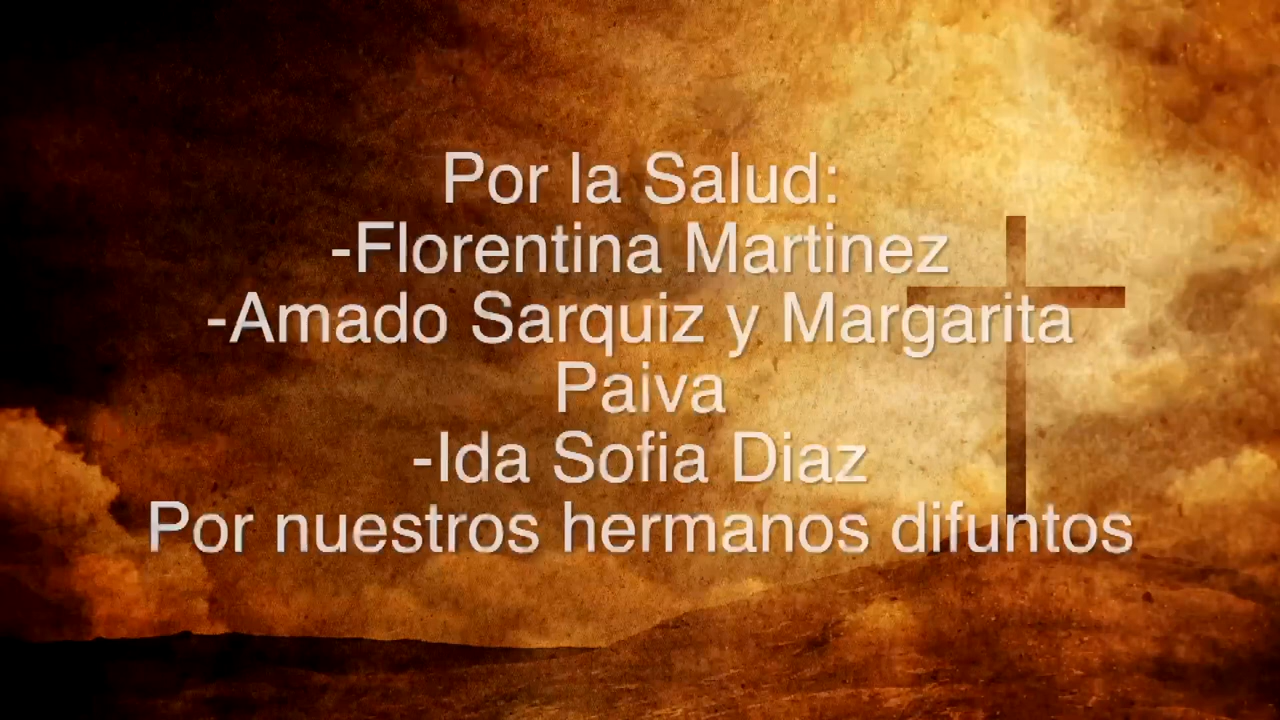 Por la Salud:
-Florentina Martinez
-Amado Sarquiz y Margarita
Paiva
-Ida Sofia Diaz
Por nuestros hermanos difuntos